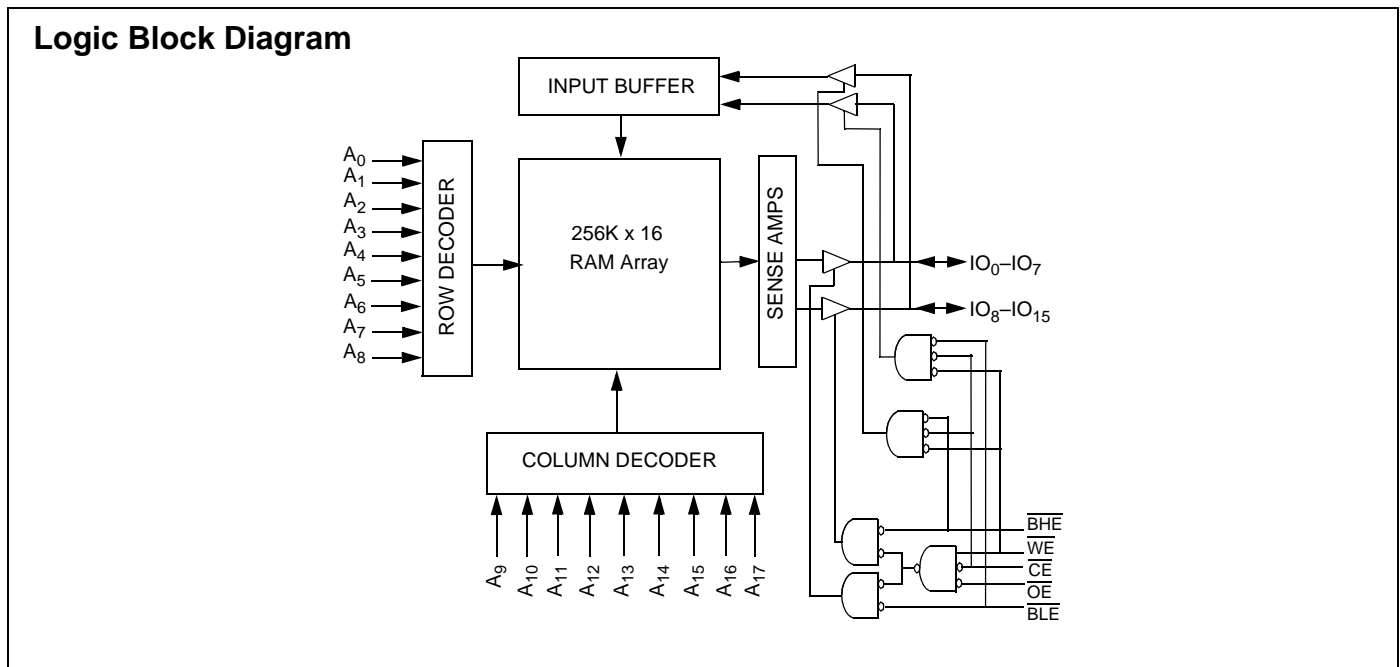 Logic Block Diagram
INPUT BUFFER
A0
A1
A2
A3
A4
A5
A6
A7
A8
ROW DECODER
256K x 16
RAM Array
SENSE AMPS
IO0–IO7
IO8–IO15
COLUMN DECODER
A9
A10
A11
A12
A13
A14
A15
A16
A17
BHE
WE
CE
OE
BLE